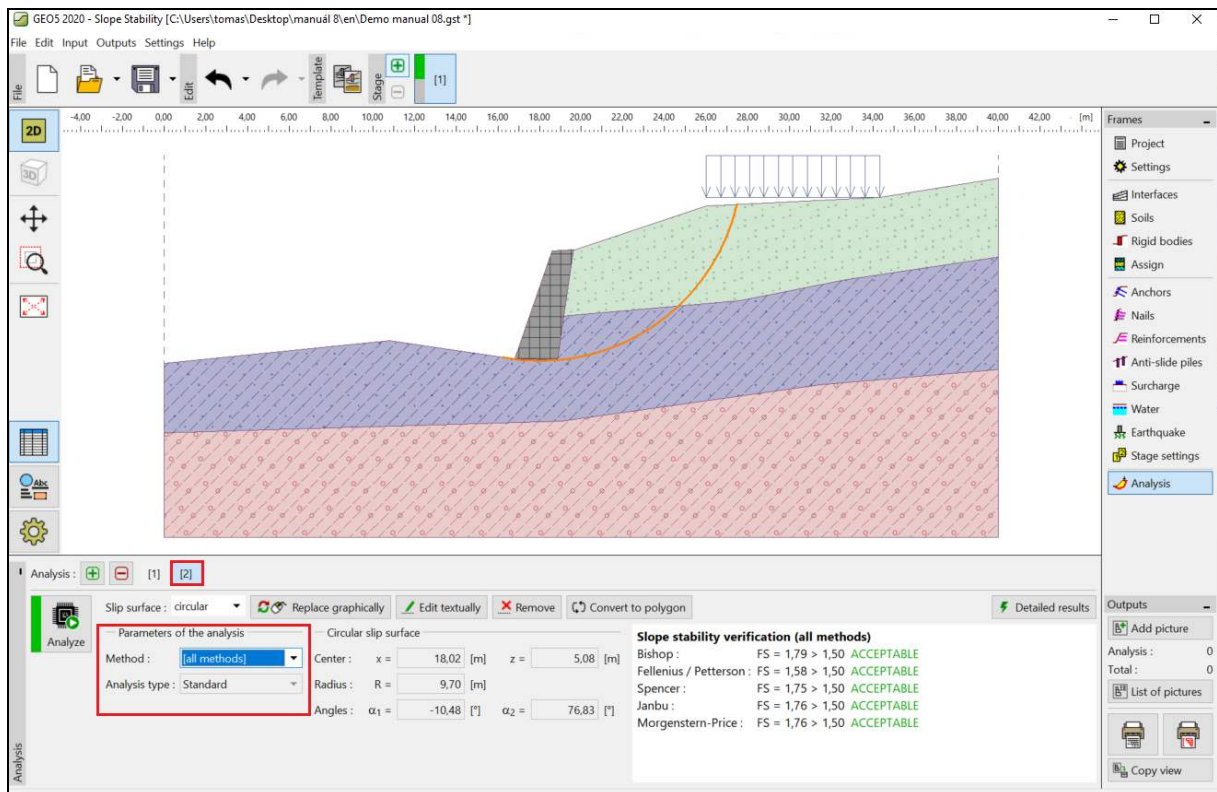 GEO5 2020 - Slope Stability [C:\Users\tomas\Desktop\manuál 8\en\Demo manual 08.gst *]
File Edit Input Outputs Settings Help
File
Edit
Template
Stage
[1]
2D
-4,00 -2,00 0,00 2,00 4,00 6,00 8,00 10,00 12,00 14,00 16,00 18,00 20,00 22,00 24,00 26,00 28,00 30,00 32,00 34,00 36,00 38,00 40,00 42,00 [m]
3D
Abc
Frames
Project
Settings
Interfaces
Soils
Rigid bodies
Assign
Anchors
Nails
Reinforcements
Anti-slide piles
Surcharge
Water
Earthquake
Stage settings
Analysis
Analysis : [1] [2]
Analyze
Slip surface : circular Replace graphically Edit textually Remove Convert to polygon Detailed results
Parameters of the analysis
Method : [all methods]
Analysis type : Standard
Circular slip surface
Center : x = 18,02 [m] z = 5,08 [m]
Radius : R = 9,70 [m]
Angles : α1 = -10,48 [°] α2 = 76,83 [°]
Slope stability verification (all methods)
Bishop : FS = 1,79 > 1,50 ACCEPTABLE
Fellenius / Petterson : FS = 1,58 > 1,50 ACCEPTABLE
Spencer : FS = 1,75 > 1,50 ACCEPTABLE
Janbu : FS = 1,76 > 1,50 ACCEPTABLE
Morgenstern-Price : FS = 1,76 > 1,50 ACCEPTABLE
Analysis
Outputs
Add picture
Analysis : 0
Total : 0
List of pictures
Copy view